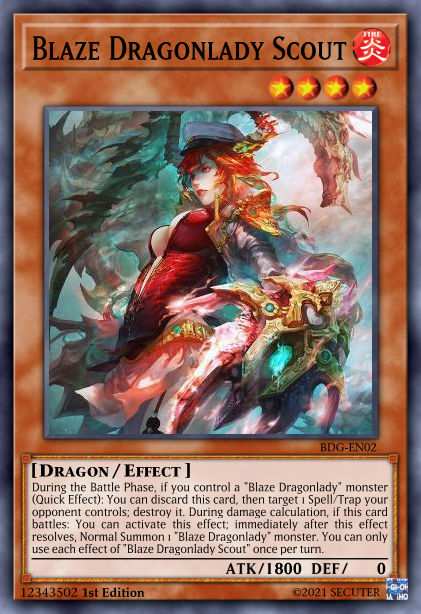 BLAZE DRAGONLADY SCOUT
FIRE
炎
BDG-EN02
[DRAGON / EFFECT ]
During the Battle Phase, if you control a "Blaze Dragonlady" monster
(Quick Effect): You can discard this card, then target 1 Spell/Trap your
opponent controls; destroy it. During damage calculation, if this card
battles: You can activate this effect; immediately after this effect
resolves, Normal Summon 1 "Blaze Dragonlady" monster. You can only
use each effect of "Blaze Dragonlady Scout" once per turn.
ATK/1800 DEF/ 0
12343502 1st Edition ©2021 SECUTER